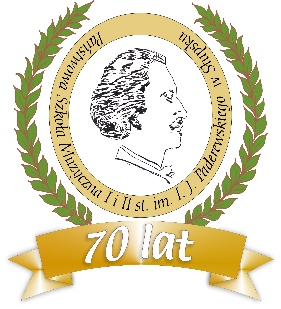 Państwowa Szkoła Muzyczna I i II st. im. I. J. Paderewskiego w Słupsku
70 lat